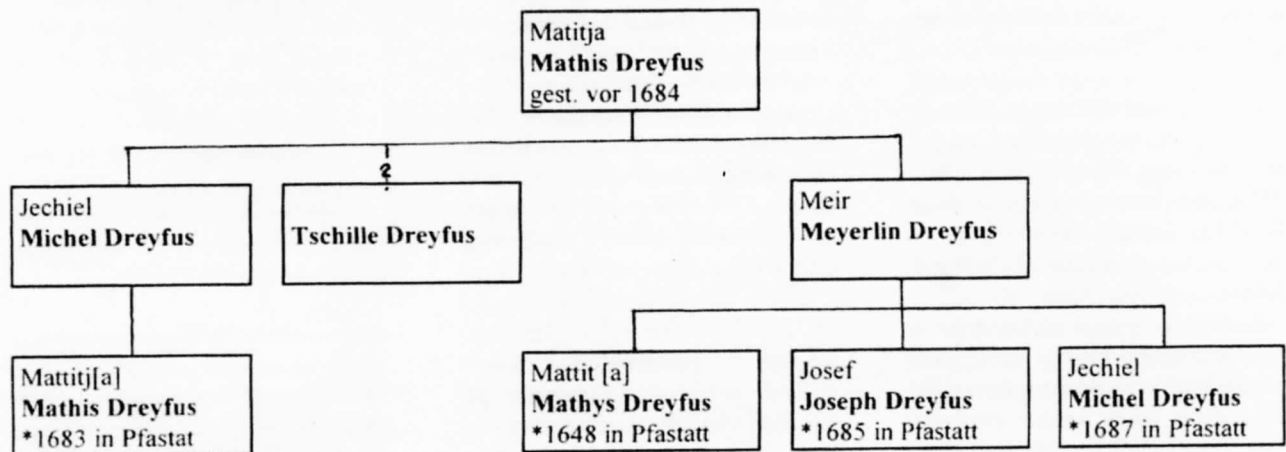 Matitja
Mathis Dreyfus
gest. vor 1684
?
Jechiel
Michel Dreyfus
Tschille Dreyfus
Meir
Meyerlin Dreyfus
Mattitj[a]
Mathis Dreyfus
*1683 in Pfastat
Mattit [a]
Mathys Dreyfus
*1648 in Pfastatt
Josef
Joseph Dreyfus
*1685 in Pfastatt
Jechiel
Michel Dreyfus
*1687 in Pfastatt